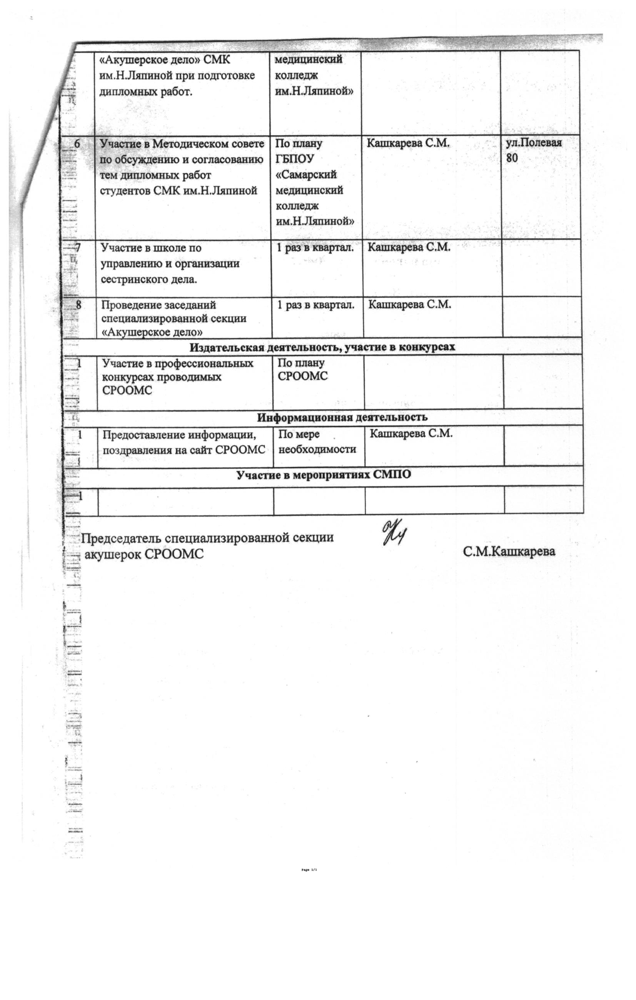 «Акушерское дело» СМК
им.Н.Ляпиной при подготовке
дипломных работ.
медицинский
колледж
им.Н.Ляпиной»
6
Участие в Методическом совете
по обсуждению и согласованию
тем дипломных работ
студентов СМК им.Н.Ляпиной
По плану
ГБПОУ
«Самарский
медицинский
колледж
им.Н.Ляпиной»
Кашкарева С.М.
ул.Полевая
80
7
Участие в школе по
управлению и организации
сестринского дела.
1 раз в квартал.
Кашкарева С.М.
8
Проведение заседаний
специализированной секции
«Акушерское дело»
1 раз в квартал.
Кашкарева С.М.
Издательская деятельность, участие в конкурсах
1
Участие в профессиональных
конкурсах проводимых
СРООМС
По плану
СРООМС
Информационная деятельность
1
Предоставление информации,
поздравления на сайт СРООМС
По мере
необходимости
Кашкарева С.М.
Участие в мероприятиях СМПО
1
Председатель специализированной секции
акушерок СРООМС
С.М.Кашкарева
Page 1/1